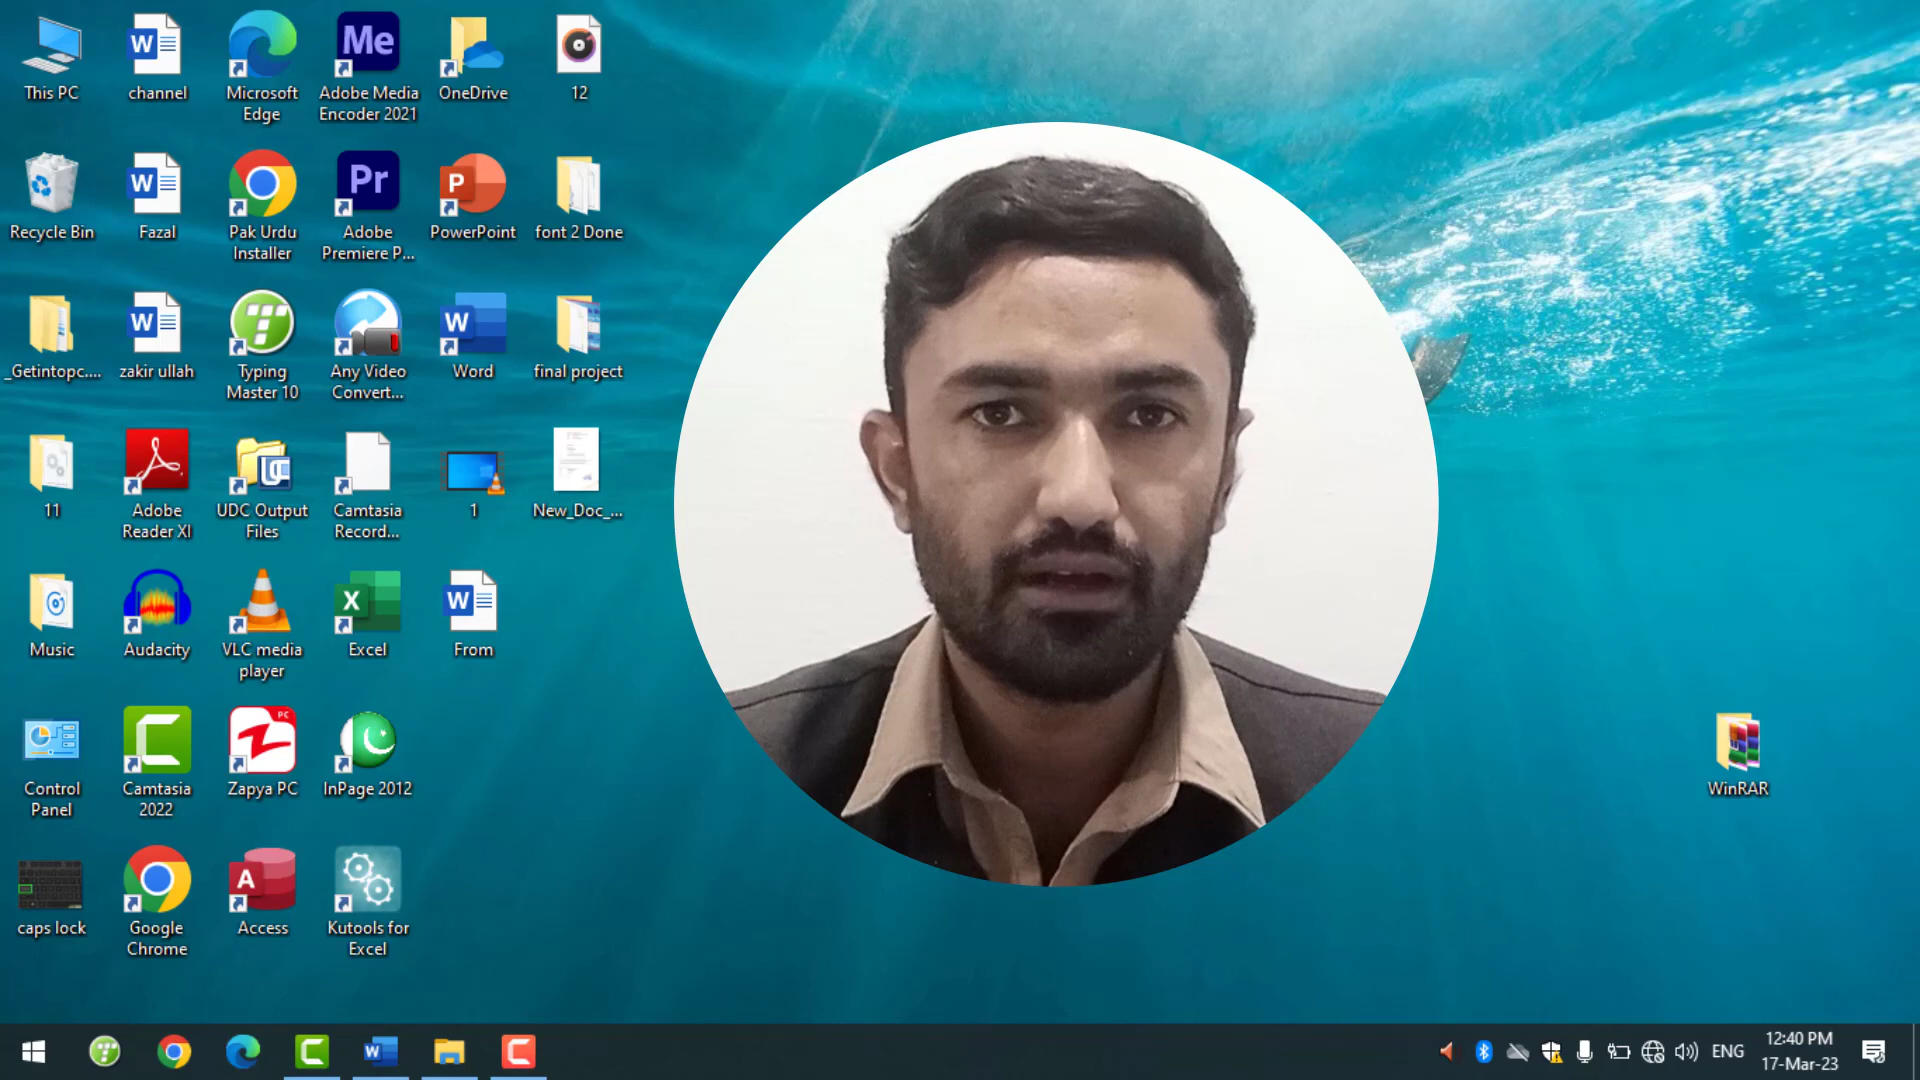 This PC
channel
Microsoft
Edge
Adobe Media
Encoder 2021
OneDrive
12
Recycle Bin
Fazal
Pak Urdu
Installer
Adobe
Premiere P...
PowerPoint
font 2 Done
_Getintopc....
zakir ullah
Typing
Master 10
Any Video
Convert...
Word
final project
11
Adobe
Reader XI
UDC Output
Files
Camtasia
Record...
1
New_Doc_...
Music
Audacity
VLC media
player
Excel
From
Control
Panel
Camtasia
2022
Zapya PC
InPage 2012
WinRAR
caps lock
Google
Chrome
Access
Kutools for
Excel
Me
Pr
P
W
W
W
W
W
X
A
PC
UC
W
ENG
12:40 PM
17-Mar-23